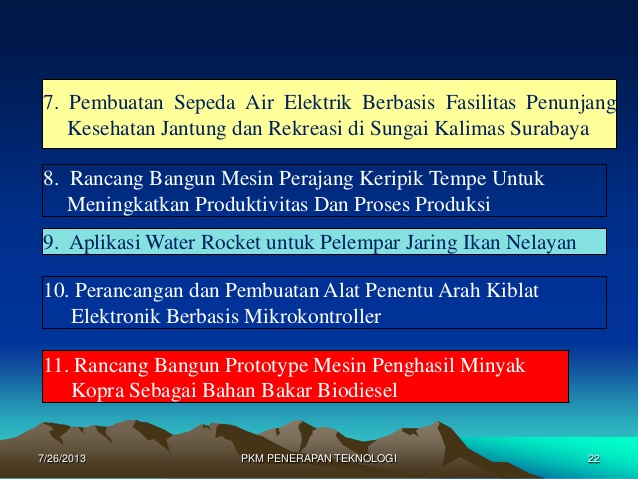 7. Pembuatan Sepeda Air Elektrik Berbasis Fasilitas Penunjang
Kesehatan Jantung dan Rekreasi di Sungai Kalimas Surabaya
8. Rancang Bangun Mesin Perajang Keripik Tempe Untuk
Meningkatkan Produktivitas Dan Proses Produksi
9. Aplikasi Water Rocket untuk Pelempar Jaring Ikan Nelayan
10. Perancangan dan Pembuatan Alat Penentu Arah Kiblat
Elektronik Berbasis Mikrokontroller
11. Rancang Bangun Prototype Mesin Penghasil Minyak
Kopra Sebagai Bahan Bakar Biodiesel
7/26/2013 PKM PENERAPAN TEKNOLOGI 22